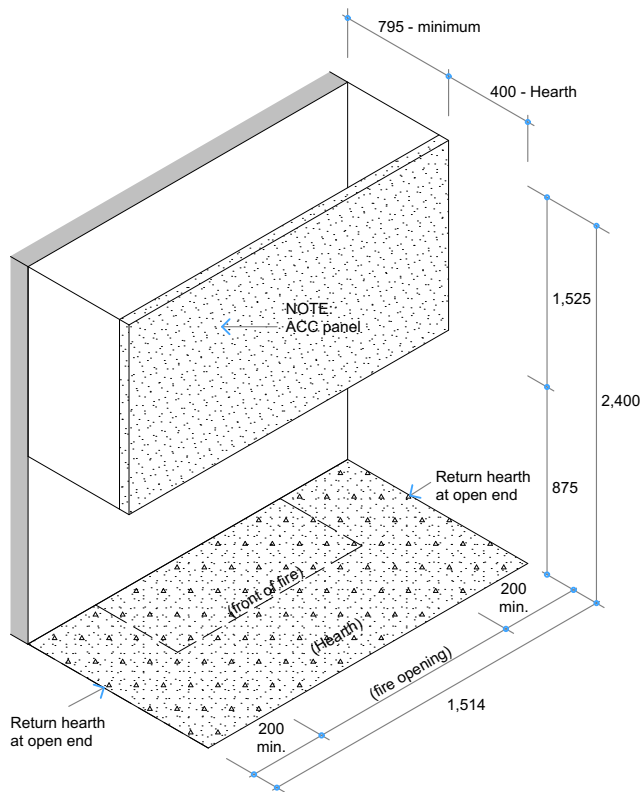 795 - minimum
400 - Hearth
NOTE:
ACC panel
1,525
2,400
875
Return hearth
at open end
(front of fire)
(Hearth)
200
min.
(fire opening)
1,514
200
min.
Return hearth
at open end